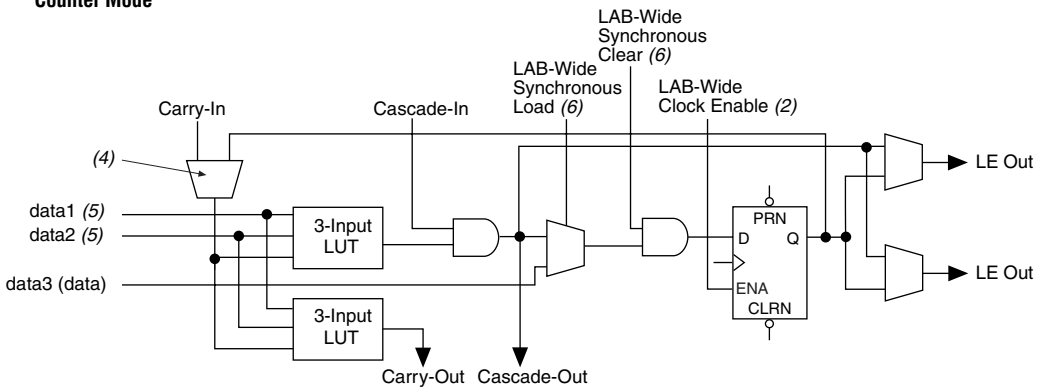 Counter Mode
LAB-Wide
Synchronous
Clear (6)
LAB-Wide
Synchronous
Load (6)
LAB-Wide
Clock Enable (2)
Carry-In
Cascade-In
(4)
LE Out
data1 (5)
data2 (5)
3-Input
LUT
PRN
D
Q
ENA
CLRN
LE Out
data3 (data)
3-Input
LUT
Carry-Out
Cascade-Out